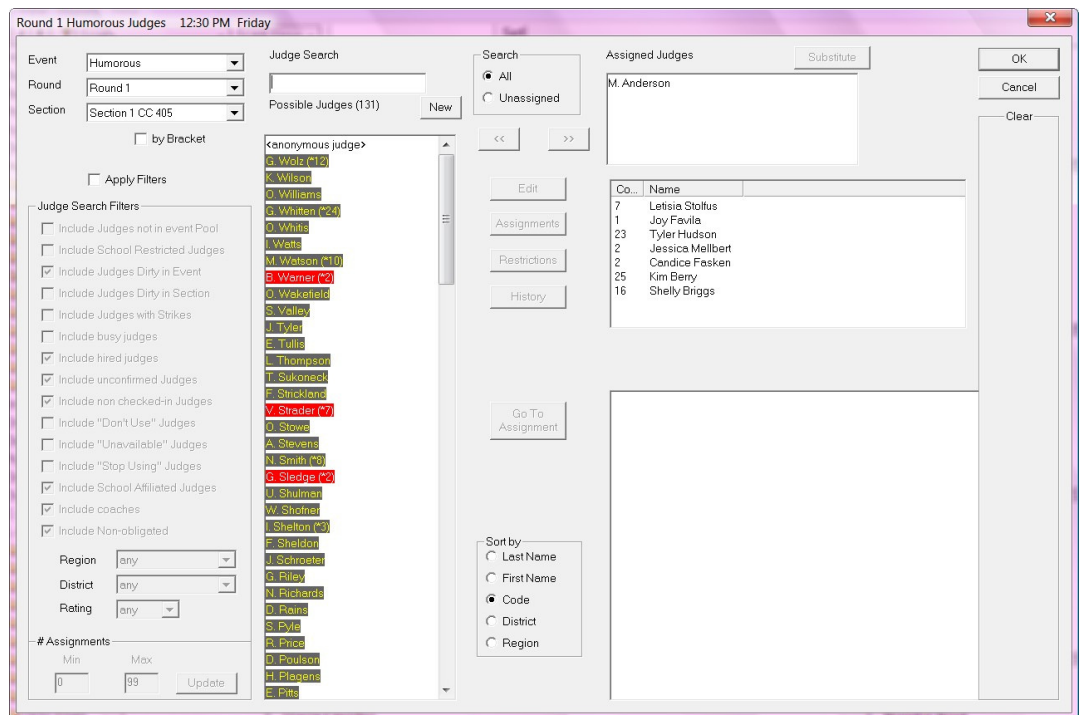 Round 1 Humorous Judges 12:30 PM Friday
Event
Humorous
Round
Round 1
Section
Section 1 CC 405
by Bracket
Apply Filters
Judge Search Filters
Include Judges not in event Pool
Include School Restricted Judges
Include Judges Dirty in Event
Include Judges Dirty in Section
Include Judges with Strikes
Include busy judges
Include hired judges
Include unconfirmed Judges
Include non checked-in Judges
Include "Don't Use" Judges
Include "Unavailable" Judges
Include "Stop Using" Judges
Include School Affiliated Judges
Include coaches
Include Non-obligated
Region any
District any
Rating any
# Assignments
Min Max
0 99 Update
Judge Search
Possible Judges (131) New
<anonymous judge>
G. Wolz (*12)
K. Wilson
O. Williams
G. Whitten (*24)
O. Whitis
I. Watts
M. Watson (*10)
B. Warner (*2)
O. Wakefield
S. Valley
J. Tyler
E. Tullis
L. Thompson
T. Sukoneck
F. Strickland
V. Strader (*7)
O. Stowe
A. Stevens
N. Smith (*8)
G. Sledge (*2)
U. Shulman
W. Shofner
I. Shelton (*3)
F. Sheldon
J. Schroeter
G. Riley
N. Richards
D. Rains
S. Pyle
R. Price
D. Poulson
H. Plagens
E. Pitts
Search
All
Unassigned
<< >>
Edit
Assignments
Restrictions
History
Go To
Assignment
Sort by
Last Name
First Name
Code
District
Region
Assigned Judges Substitute
M. Anderson
Co... Name
7 Letisia Stolfus
1 Joy Favila
23 Tyler Hudson
2 Jessica Mellbert
2 Candice Fasken
25 Kim Berry
16 Shelly Briggs
OK
Cancel
Clear